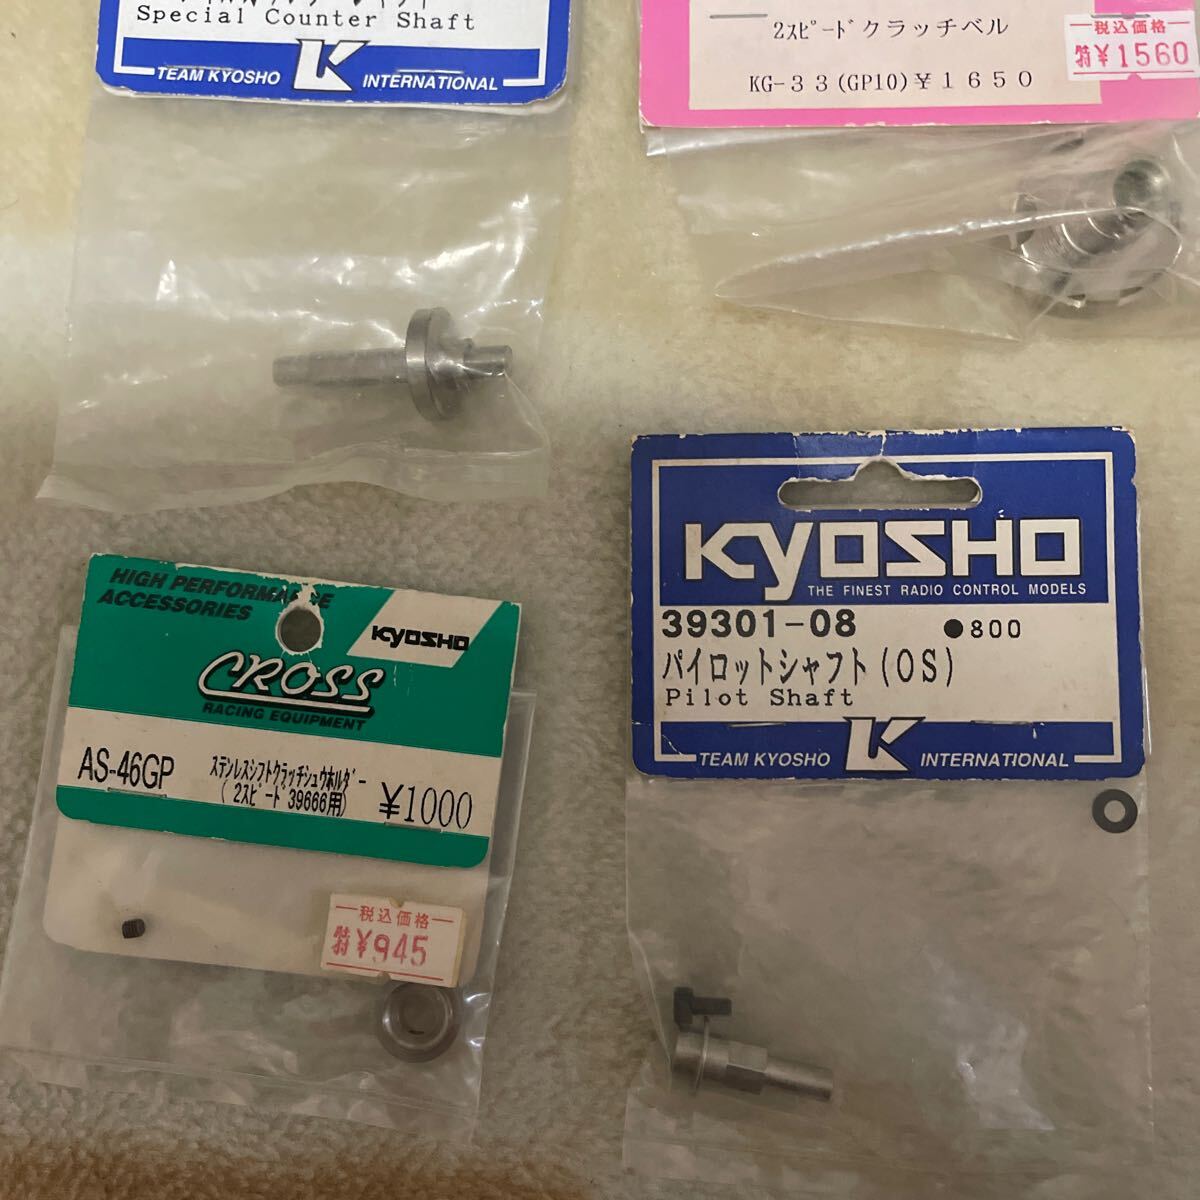 Special Counter Shaft
TEAM KYOSHO INTERNATIONAL
2スピードクラッチベル
KG-33(GP10)¥1650
税込価格
特¥1560
HIGH PERFORMANCE
ACCESSORIES
KYOSHO
CROSS
RACING EQUIPMENT
AS-46GP
ステンレスシフトクラッチシュウホルダー
(2スピード39666用)
¥1000
税込価格
特¥945
KYOSHO
THE FINEST RADIO CONTROL MODELS
39301-08 ●800
パイロットシャフト(OS)
Pilot Shaft
TEAM KYOSHO INTERNATIONAL